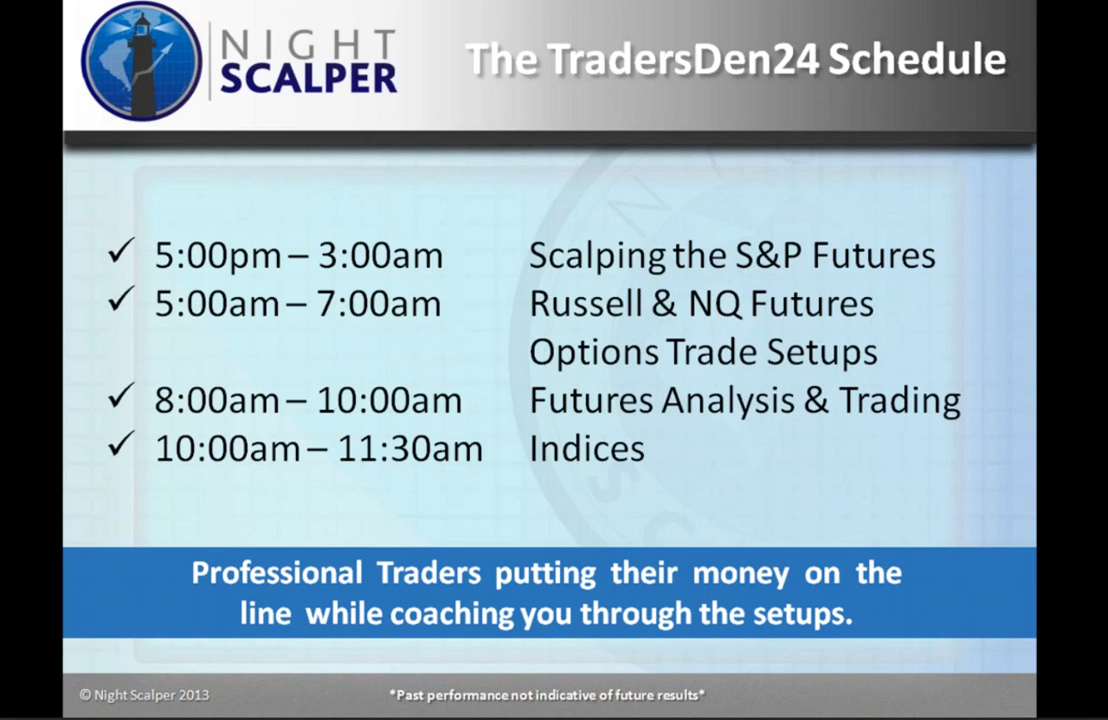 NIGHT
SCALPER
The TradersDen24 Schedule
✓ 5:00pm – 3:00am Scalping the S&P Futures
✓ 5:00am – 7:00am Russell & NQ Futures
Options Trade Setups
✓ 8:00am – 10:00am Futures Analysis & Trading
✓ 10:00am – 11:30am Indices
Professional Traders putting their money on the
line while coaching you through the setups.
© Night Scalper 2013 *Past performance not indicative of future results*